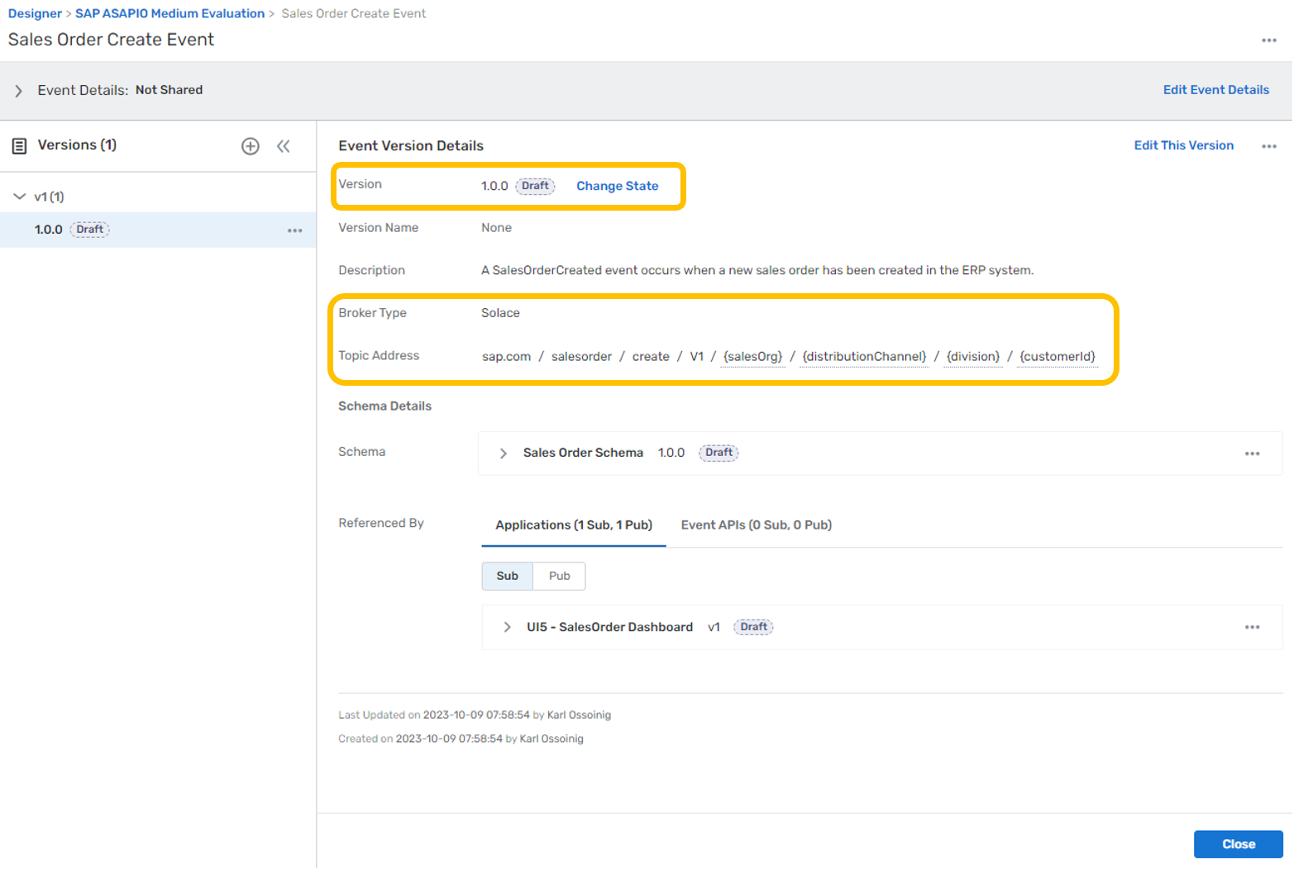 Designer > SAP ASAPIO Medium Evaluation > Sales Order Create Event
Sales Order Create Event
Event Details: Not Shared
Edit Event Details
Versions (1)
v1 (1)
1.0.0 Draft
Event Version Details
Edit This Version
Version 1.0.0 Draft Change State
Version Name None
Description A SalesOrderCreated event occurs when a new sales order has been created in the ERP system.
Broker Type Solace
Topic Address sap.com / salesorder / create / V1 / {salesOrg} / {distributionChannel} / {division} / {customerId}
Schema Details
Schema Sales Order Schema 1.0.0 Draft
Referenced By Applications (1 Sub, 1 Pub) Event APIs (0 Sub, 0 Pub)
Sub Pub
UI5 - SalesOrder Dashboard v1 Draft
Last Updated on 2023-10-09 07:58:54 by Karl Ossoinig
Created on 2023-10-09 07:58:54 by Karl Ossoinig
Close